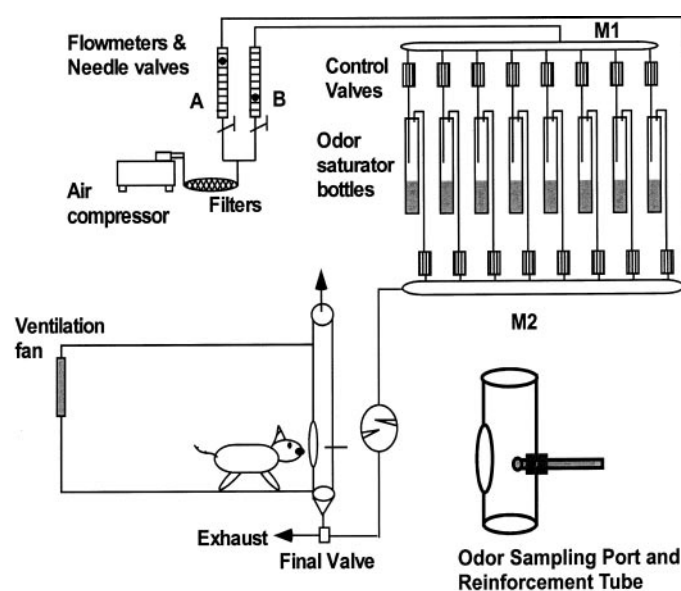 M1
Flowmeters &
Needle valves
A
B
Control
Valves
Odor
saturator
bottles
Air
compressor
Filters
M2
Ventilation
fan
Exhaust
Final Valve
Odor Sampling Port and
Reinforcement Tube